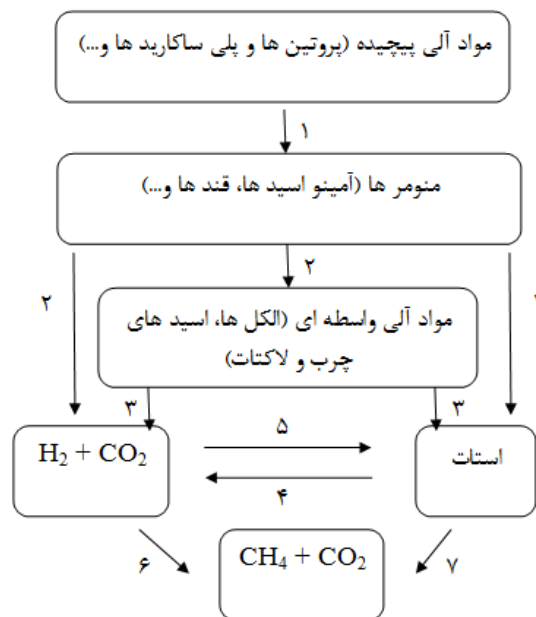 مواد آلی پیچیده (پروتین ها و پلی ساکارید ها و...)
۱
منومر ها (آمینو اسید ها، قند ها و...)
۲
۲
مواد آلی واسطه ای (الکل ها، اسید های
چرب و لاکتات)
۳
۳
H₂ + CO₂
۵
۴
استات
۶
CH₄ + CO₂
۷